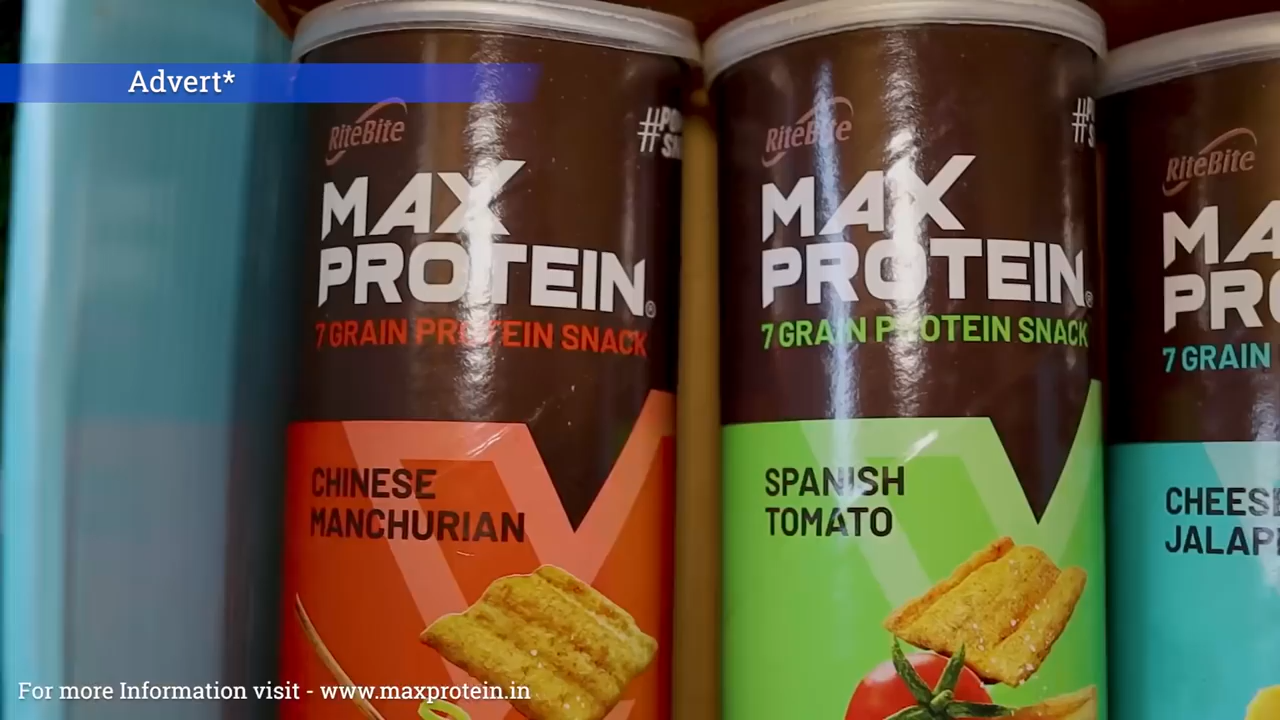 Advert*
RiteBite
MAX
PROTEIN®
7 GRAIN PROTEIN SNACK
CHINESE
MANCHURIAN
RiteBite
MAX
PROTEIN®
7 GRAIN PROTEIN SNACK
SPANISH
TOMATO
RiteBite
7 GRAIN
For more Information visit - www.maxprotein.in